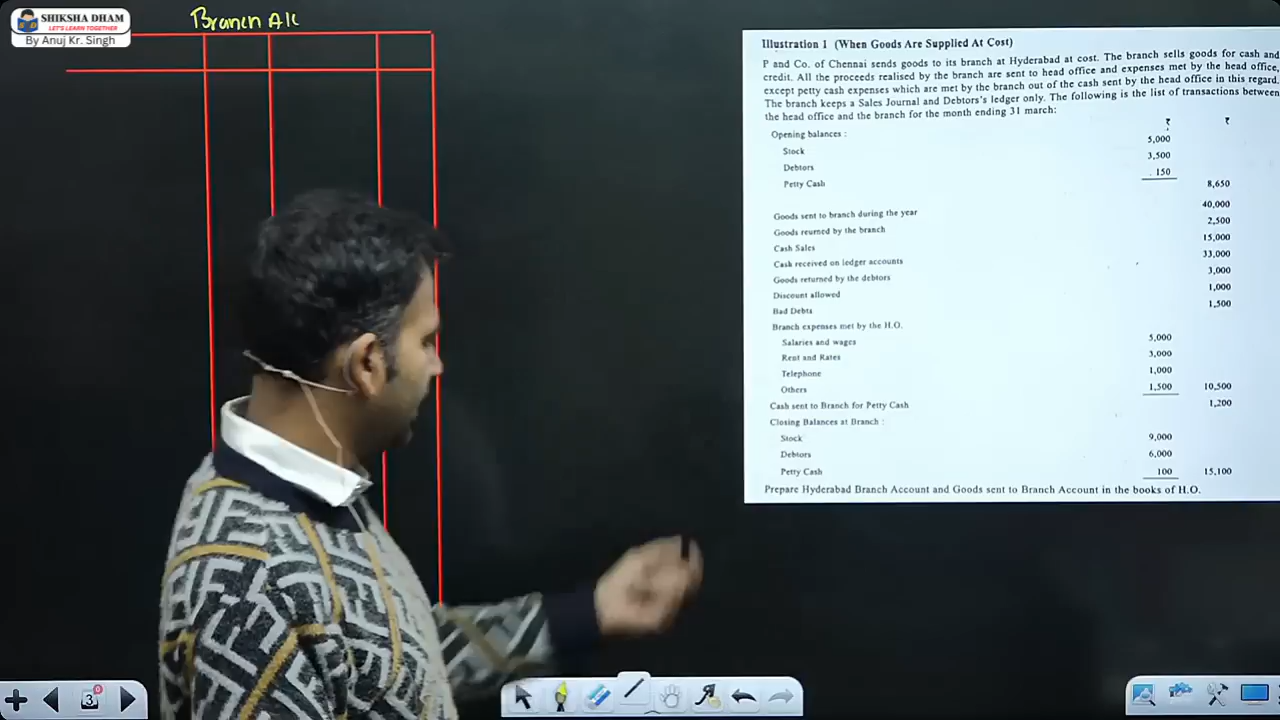 SHIKSHA DHAM
LET'S LEARN TOGETHER
By Anuj Kr. Singh
Branch A/c
Illustration 1 (When Goods Are Supplied At Cost)
P and Co. of Chennai sends goods to its branch at Hyderabad at cost. The branch sells goods for cash and
credit. All the proceeds realised by the branch are sent to head office and expenses met by the head office,
except petty cash expenses which are met by the branch out of the cash sent by the head office in this regard.
The branch keeps a Sales Journal and Debtors's ledger only. The following is the list of transactions between
the head office and the branch for the month ending 31 march:
₹ ₹
Opening balances :
Stock 5,000
Debtors 3,500
Petty Cash 150 8,650
Goods sent to branch during the year 40,000
Goods reurned by the branch 2,500
Cash Sales 15,000
Cash received on ledger accounts 33,000
Goods returned by the debtors 3,000
Discount allowed 1,000
Bad Debts 1,500
Branch expenses met by the H.O.
Salaries and wages 5,000
Rent and Rates 3,000
Telephone 1,000
Others 1,500 10,500
Cash sent to Branch for Petty Cash 1,200
Closing Balances at Branch :
Stock 9,000
Debtors 6,000
Petty Cash 100 15,100
Prepare Hyderabad Branch Account and Goods sent to Branch Account in the books of H.O.
3
0